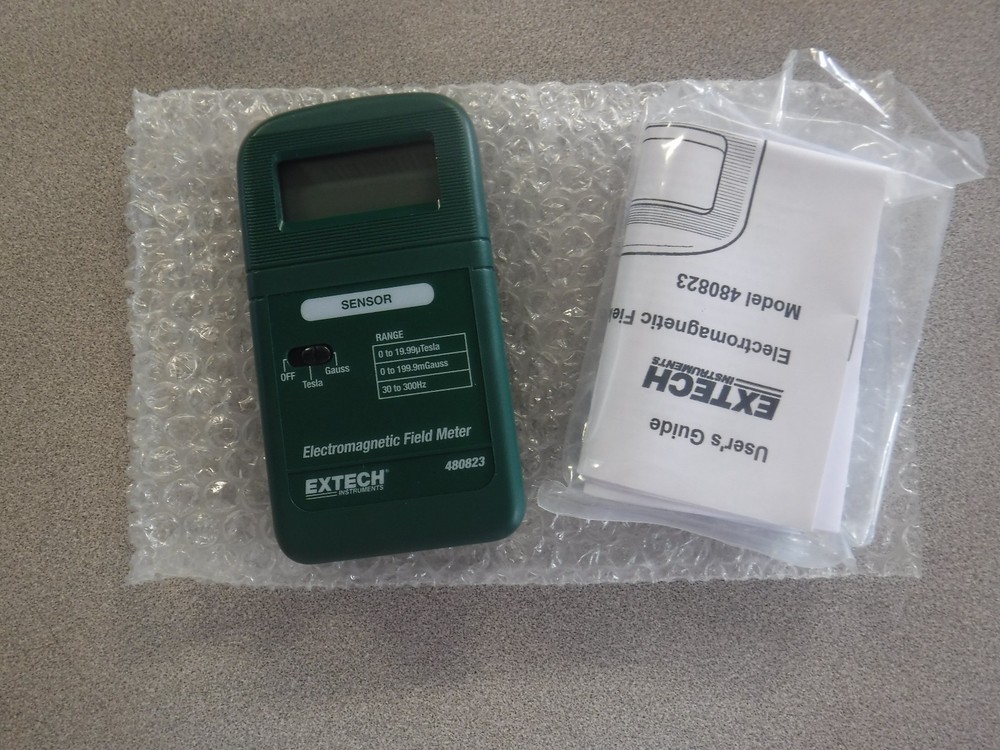 SENSOR
RANGE
0 to 19.99µTesla
0 to 199.9mGauss
30 to 300Hz
OFF
Tesla
Gauss
Electromagnetic Field Meter
480823
EXTECH
INSTRUMENTS
User's Guide
EXTECH
INSTRUMENTS
Electromagnetic Fiel
Model 480823